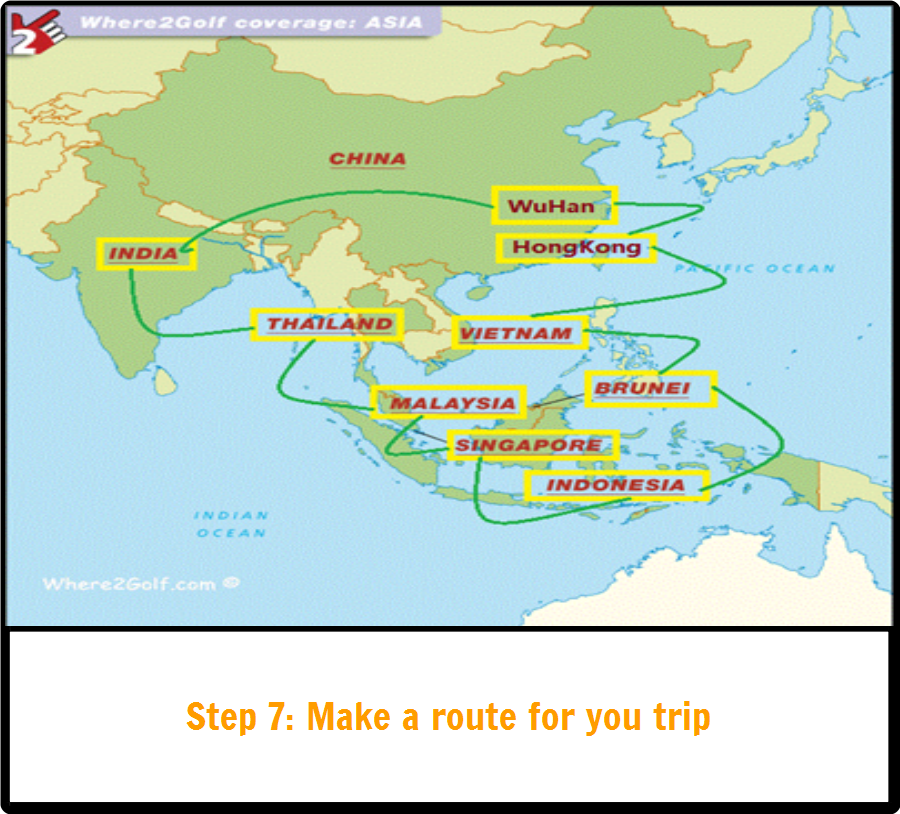 2
Where2Golf coverage: ASIA
CHINA
WuHan
HongKong
INDIA
PACIFIC OCEAN
THAILAND
VIETNAM
BRUNEI
MALAYSIA
SINGAPORE
INDONESIA
INDIAN
OCEAN
Where2Golf.com ®
Step 7: Make a route for you trip